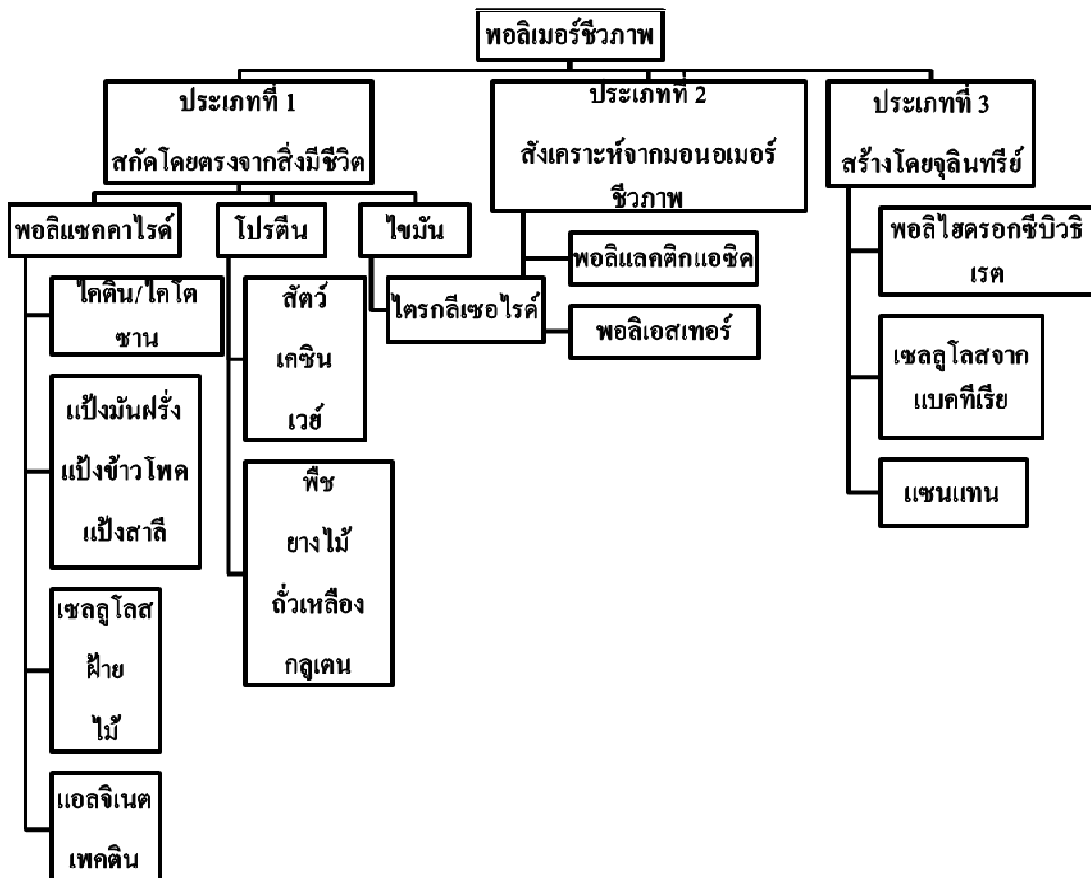 พอลิเมอร์ชีวภาพ
ประเภทที่ 1
สกัดโดยตรงจากสิ่งมีชีวิต
ประเภทที่ 2
สังเคราะห์จากมอนอเมอร์
ชีวภาพ
ประเภทที่ 3
สร้างโดยจุลินทรีย์
พอลิแซคคาไรด์
โปรตีน
ไขมัน
ไคติน/ไคโต
ซาน
แป้งมันฝรั่ง
แป้งข้าวโพด
แป้งสาลี
เซลลูโลส
ฝ้าย
ไม้
แอลจิเนต
เพคติน
สัตว์
เคซิน
เวย์
พืช
ยางไม้
ถั่วเหลือง
กลูเตน
ไตรกลีเซอไรด์
พอลิแลคติกแอซิด
พอลิเอสเทอร์
พอลิไฮดรอกซีบิวธิ
เรต
เซลลูโลสจาก
แบคทีเรีย
แซนแทน